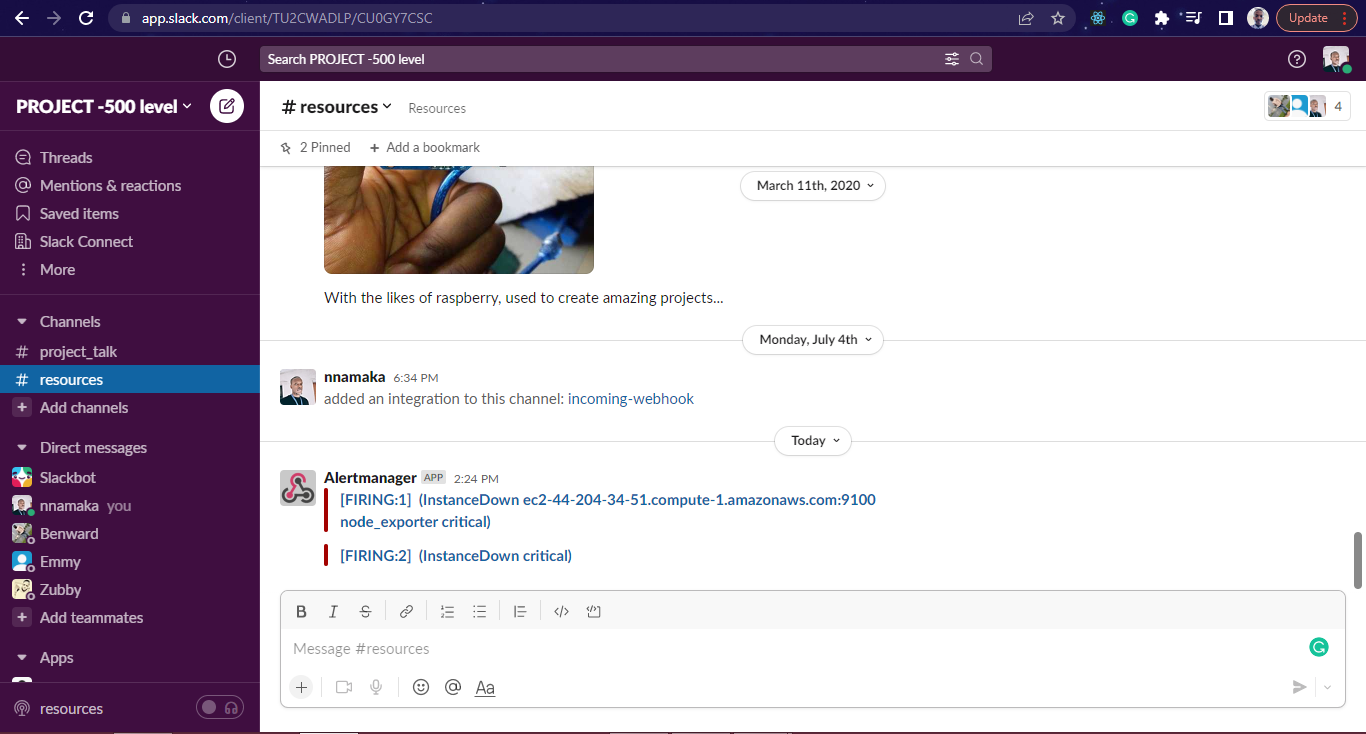 app.slack.com/client/TU2CWADLP/CU0GY7CSC
Update
Search PROJECT -500 level
PROJECT -500 level
# resources
Resources
4
2 Pinned
+ Add a bookmark
Threads
Mentions & reactions
Saved items
Slack Connect
More
Channels
# project_talk
# resources
+ Add channels
Direct messages
Slackbot
nnamaka you
Benward
Emmy
Zubby
+ Add teammates
Apps
resources
March 11th, 2020
With the likes of raspberry, used to create amazing projects...
Monday, July 4th
nnamaka 6:34 PM
added an integration to this channel: incoming-webhook
Today
Alertmanager APP 2:24 PM
[FIRING:1] (InstanceDown ec2-44-204-34-51.compute-1.amazonaws.com:9100
node_exporter critical)
[FIRING:2] (InstanceDown critical)
B I S
Message #resources
@ Aa